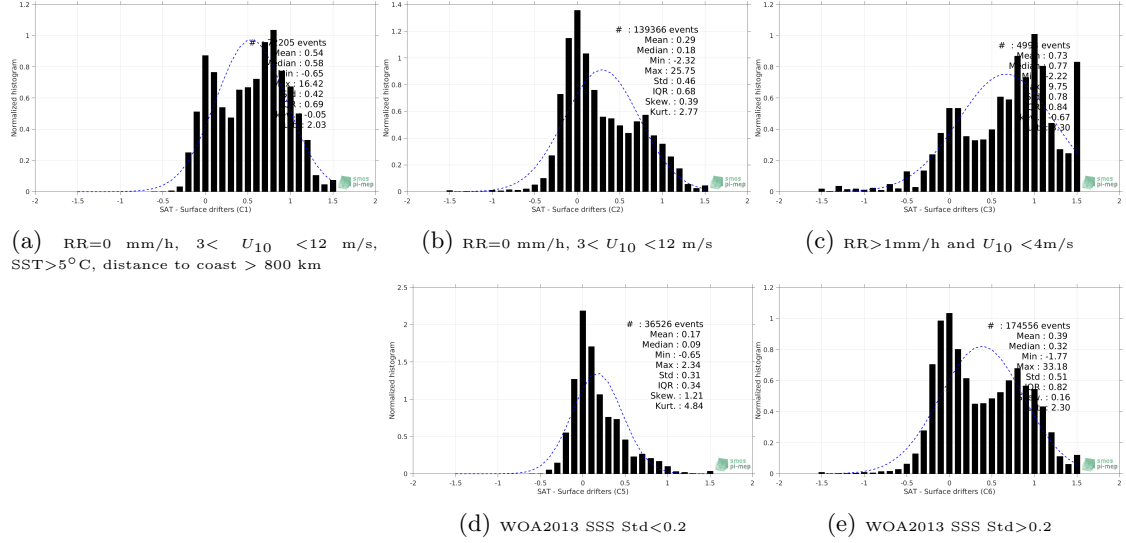 1.2
1
0.8
0.6
0.4
0.2
0
-2 -1.5 -1 -0.5 0 0.5 1 1.5 2
Normalized histogram
SAT - Surface drifters (C1)
events
Mean : 0.54
Median : 0.58
Min : -0.65
16.42
0.42
0.69
-0.05
2.03
smos
pi-mep
(a) RR=0 mm/h, 3< U10 <12 m/s,
SST>5°C, distance to coast > 800 km
1.4
1.2
1
0.8
0.6
0.4
0.2
0
-2 -1.5 -1 -0.5 0 0.5 1 1.5 2
Normalized histogram
SAT - Surface drifters (C2)
# : 139366 events
Mean : 0.29
Median : 0.18
Min : -2.32
Max : 25.75
Std : 0.46
IQR : 0.68
Skew. : 0.39
Kurt. : 2.77
smos
pi-mep
(b) RR=0 mm/h, 3< U10 <12 m/s
1.2
1
0.8
0.6
0.4
0.2
0
-2 -1.5 -1 -0.5 0 0.5 1 1.5 2
Normalized histogram
SAT - Surface drifters (C3)
events
0.73
0.77
-2.22
9.75
0.78
0.84
-0.67
smos
pi-mep
(c) RR>1mm/h and U10 <4m/s
2.5
2
1.5
1
0.5
0
-2 -1.5 -1 -0.5 0 0.5 1 1.5 2
Normalized histogram
SAT - Surface drifters (C5)
# : 36526 events
Mean : 0.17
Median : 0.09
Min : -0.65
Max : 2.34
Std : 0.31
IQR : 0.34
Skew. : 1.21
Kurt. : 4.84
smos
pi-mep
(d) WOA2013 SSS Std<0.2
1.2
1
0.8
0.6
0.4
0.2
0
-2 -1.5 -1 -0.5 0 0.5 1 1.5 2
Normalized histogram
SAT - Surface drifters (C6)
# : 174556 events
Mean : 0.39
Median : 0.32
Min : -1.77
Max : 33.18
Std : 0.51
IQR : 0.82
0.16
2.30
smos
pi-mep
(e) WOA2013 SSS Std>0.2